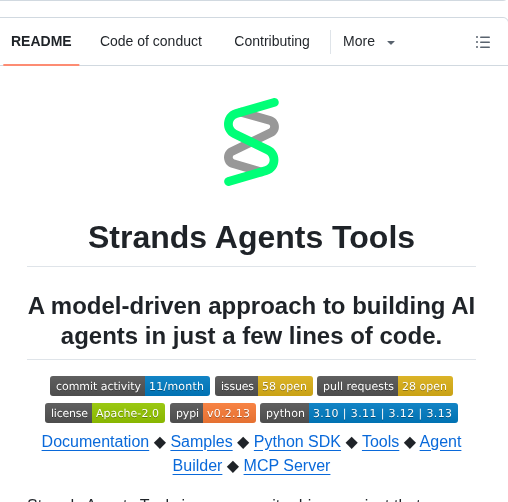 README Code of conduct Contributing More
Strands Agents Tools
A model-driven approach to building AI
agents in just a few lines of code.
commit activity 11/month issues 58 open pull requests 28 open
license Apache-2.0 pypi v0.2.13 python 3.10 | 3.11 | 3.12 | 3.13
Documentation ◆ Samples ◆ Python SDK ◆ Tools ◆ Agent
Builder ◆ MCP Server